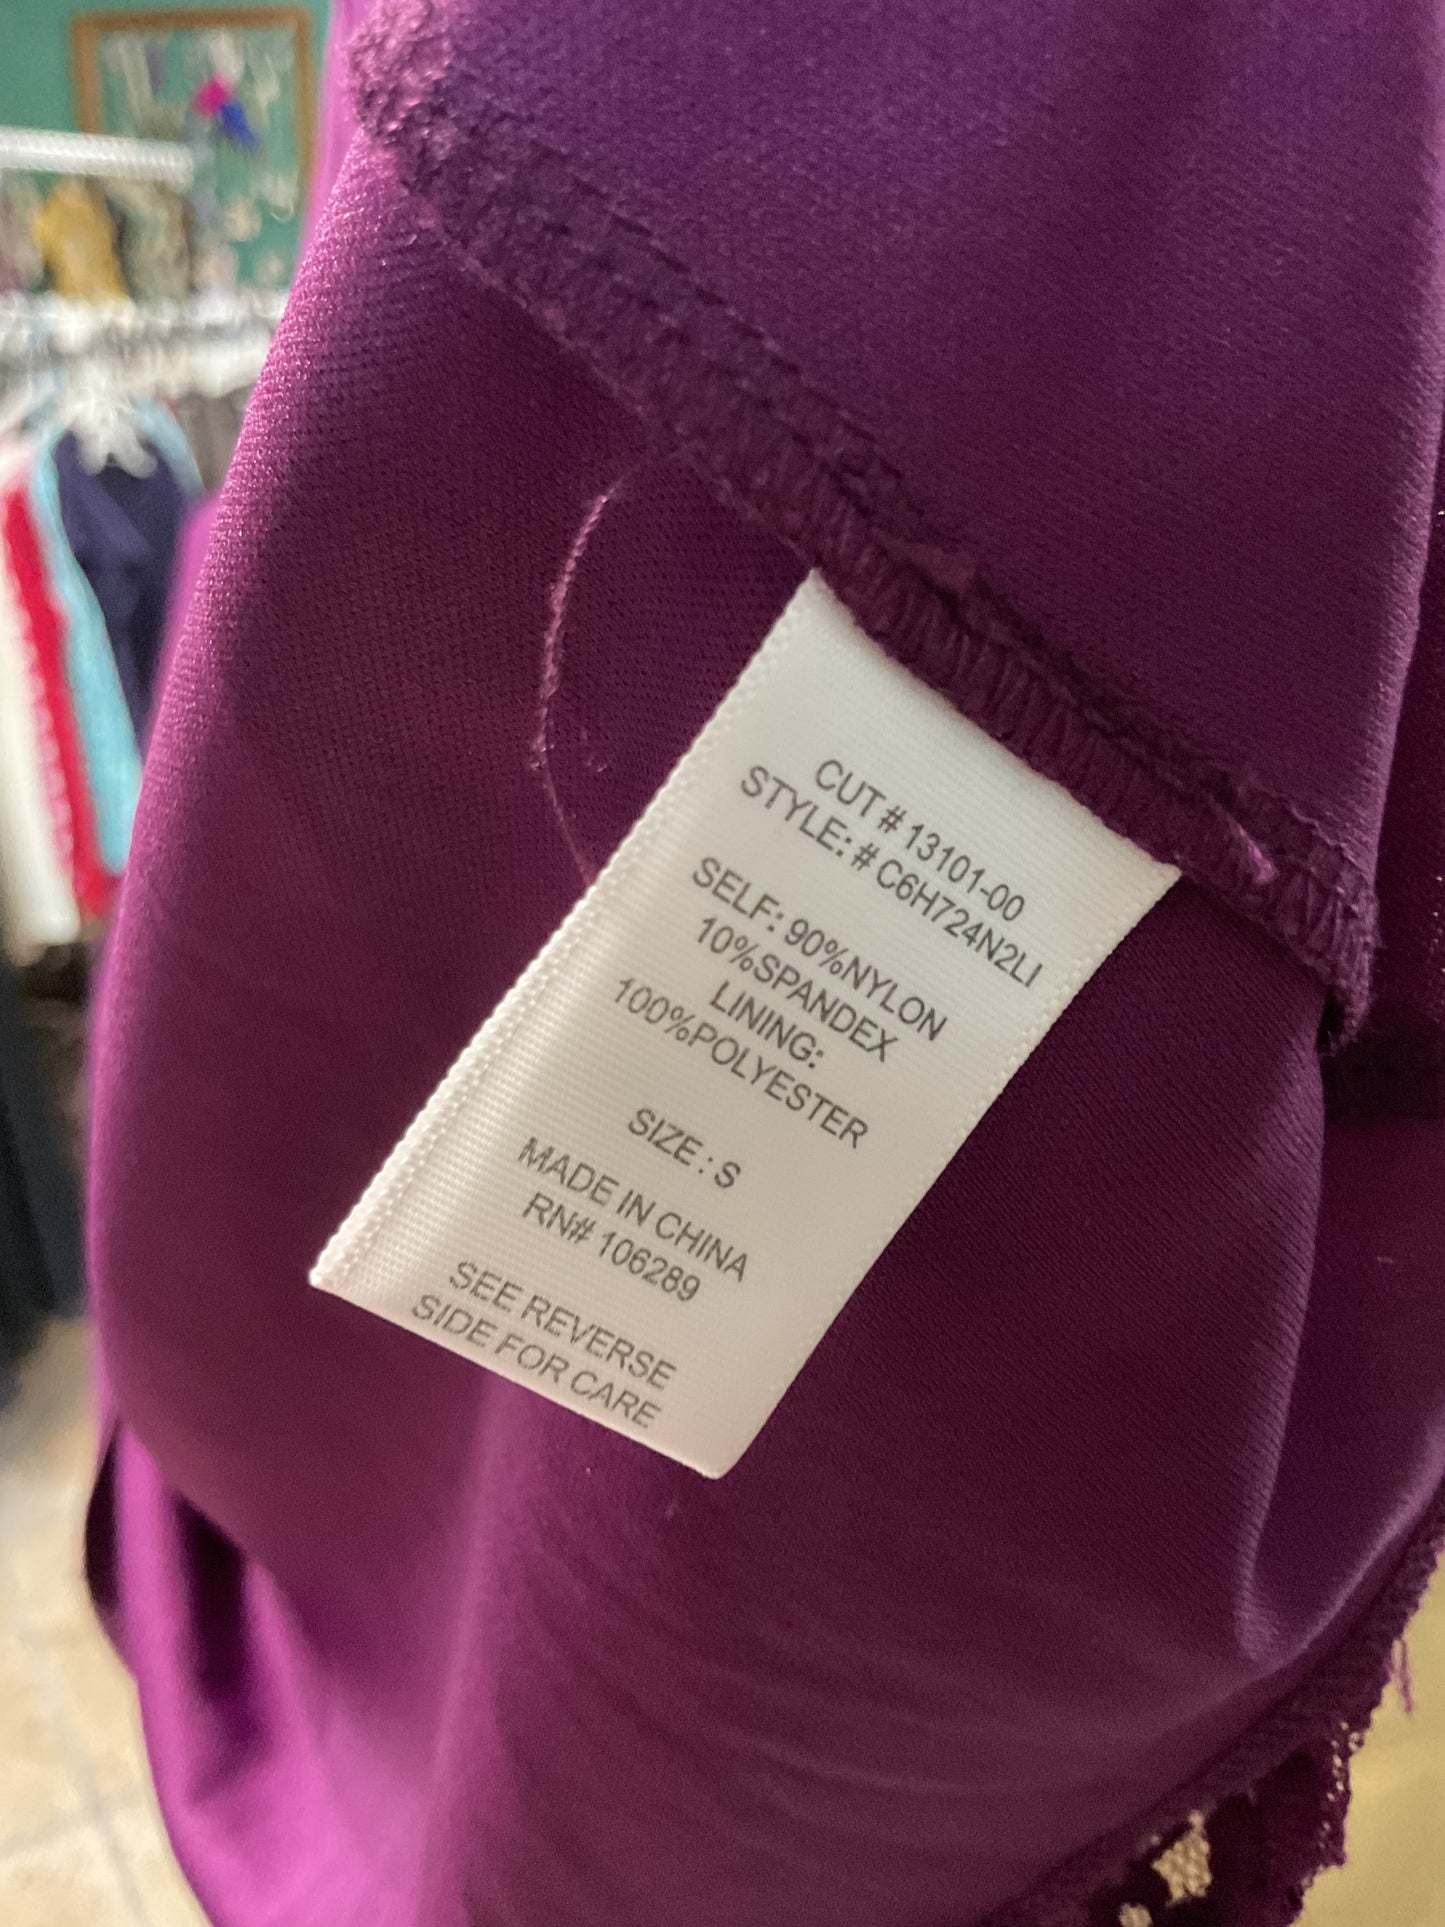 CUT # 13101-00
STYLE: # C6H724N2LI
SELF: 90%NYLON
10%SPANDEX
LINING:
100%POLYESTER
SIZE : S
MADE IN CHINA
RN# 106289
SEE REVERSE
SIDE FOR CARE